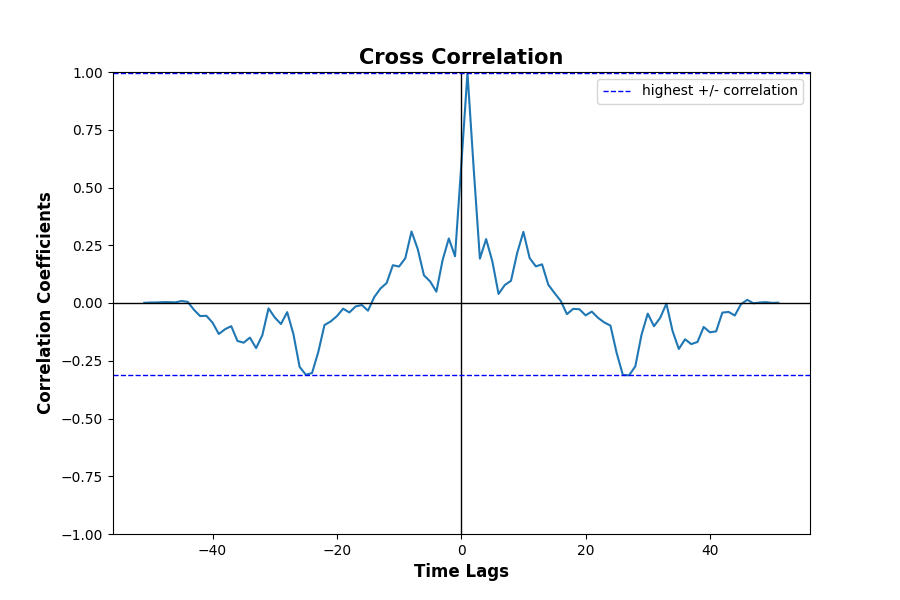 Cross Correlation
highest +/- correlation
Correlation Coefficients
1.00
0.75
0.50
0.25
0.00
−0.25
−0.50
−0.75
−1.00
−40 −20 0 20 40
Time Lags